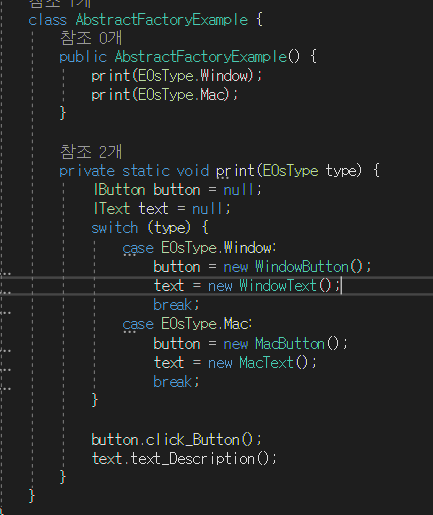 참조 1개
class AbstractFactoryExample {
참조 0개
public AbstractFactoryExample() {
print(EOsType.Window);
print(EOsType.Mac);
}
참조 2개
private static void print(EOsType type) {
IButton button = null;
IText text = null;
switch (type) {
case EOsType.Window:
button = new WindowButton();
text = new WindowText();
break;
case EOsType.Mac:
button = new MacButton();
text = new MacText();
break;
}
button.click_Button();
text.text_Description();
}
}